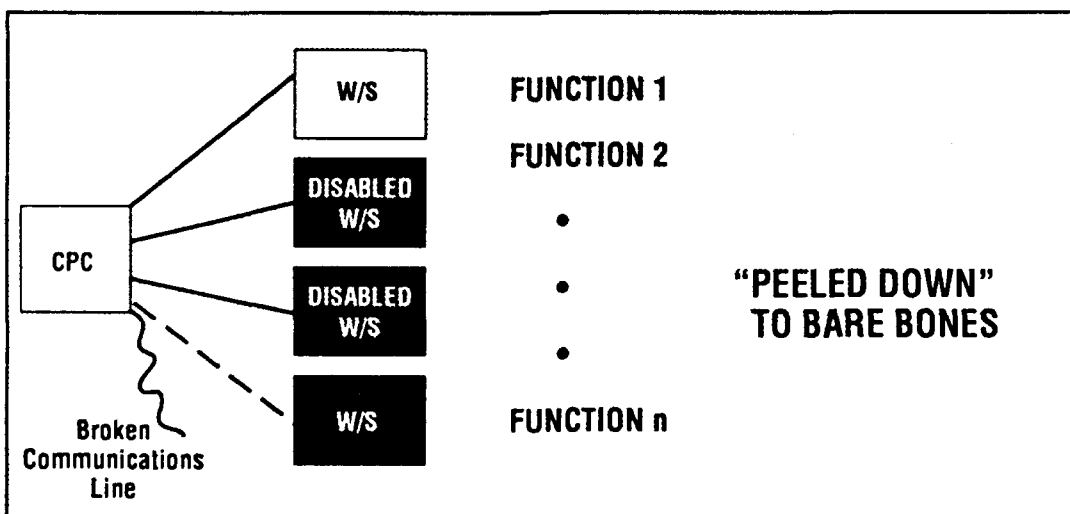 W/S
FUNCTION 1
FUNCTION 2
DISABLED
W/S
CPC
DISABLED
W/S
"PEELED DOWN"
TO BARE BONES
W/S
FUNCTION n
Broken
Communications
Line